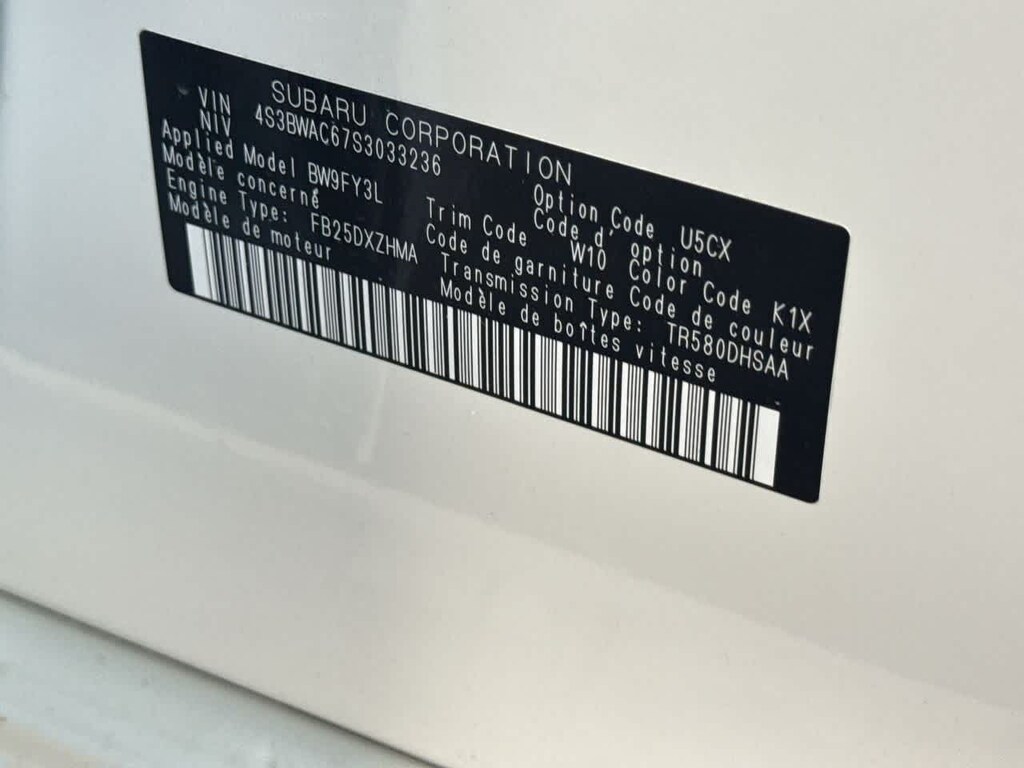 SUBARU CORPORATION
VIN 4S3BWAC67S3033236
NIV
Applied Model BW9FY3L Option Code U5CX
Modèle concerné Code d' option
Trim Code W10 Color Code K1X
Code de garniture Code de couleur
Engine Type: FB25DXZHMA Transmission Type: TR580DHSAA
Modèle de moteur Modèle de boîtes vitesse